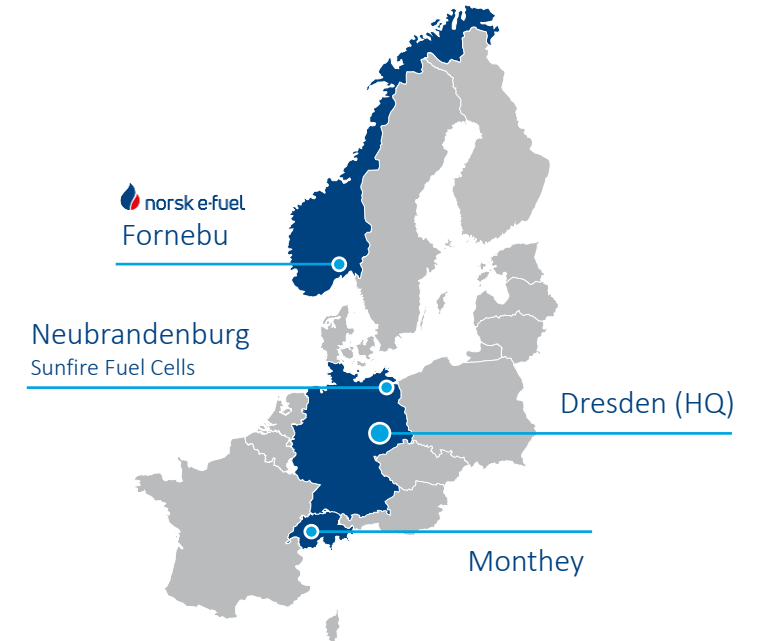 norsk e-fuel
Fornebu
Neubrandenburg
Sunfire Fuel Cells
Dresden (HQ)
Monthey